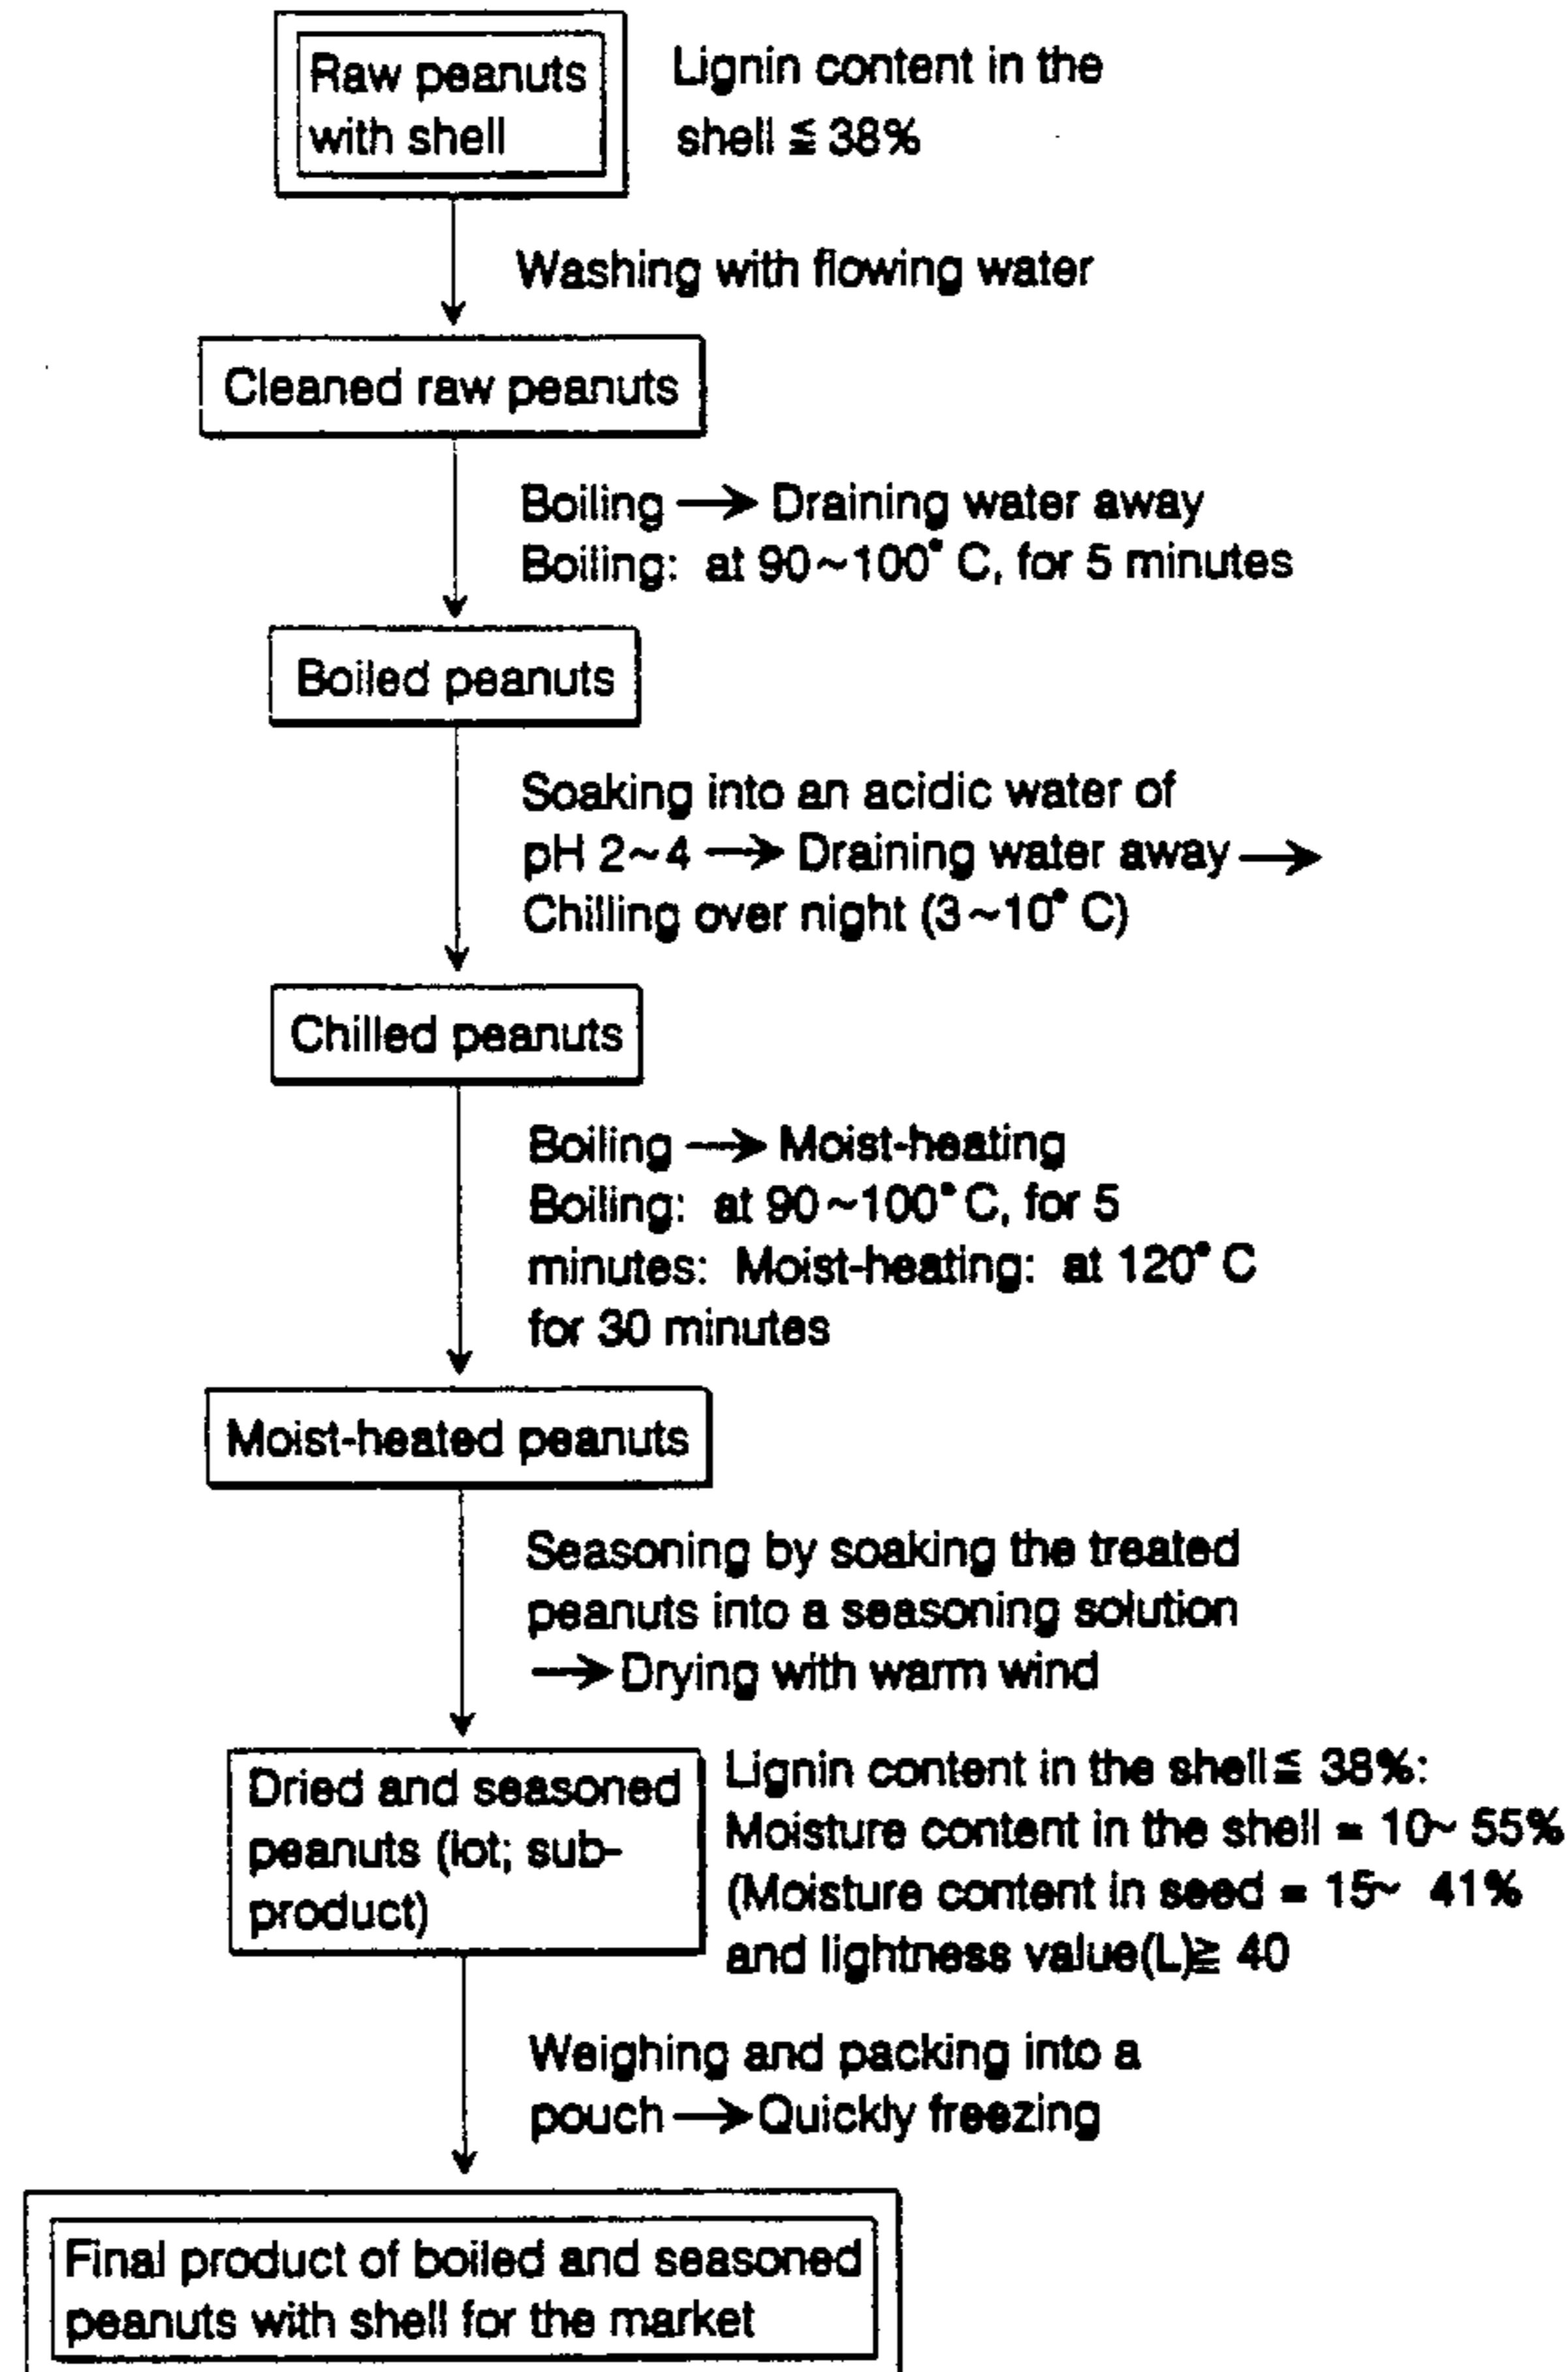 Raw peanuts
with shell
Lignin content in the
shell ≦ 38%
Washing with flowing water
Cleaned raw peanuts
Boiling → Draining water away
Boiling: at 90~100° C, for 5 minutes
Boiled peanuts
Soaking into an acidic water of
pH 2~4 → Draining water away →
Chilling over night (3~10° C)
Chilled peanuts
Boiling → Moist-heating
Boiling: at 90~100° C, for 5
minutes: Moist-heating: at 120° C
for 30 minutes
Moist-heated peanuts
Seasoning by soaking the treated
peanuts into a seasoning solution
→ Drying with warm wind
Dried and seasoned
peanuts (lot; sub-
product)
Lignin content in the shell ≦ 38%:
Moisture content in the shell = 10~ 55%
(Moisture content in seed = 15~ 41%
and lightness value(L)≧ 40
Weighing and packing into a
pouch → Quickly freezing
Final product of boiled and seasoned
peanuts with shell for the market